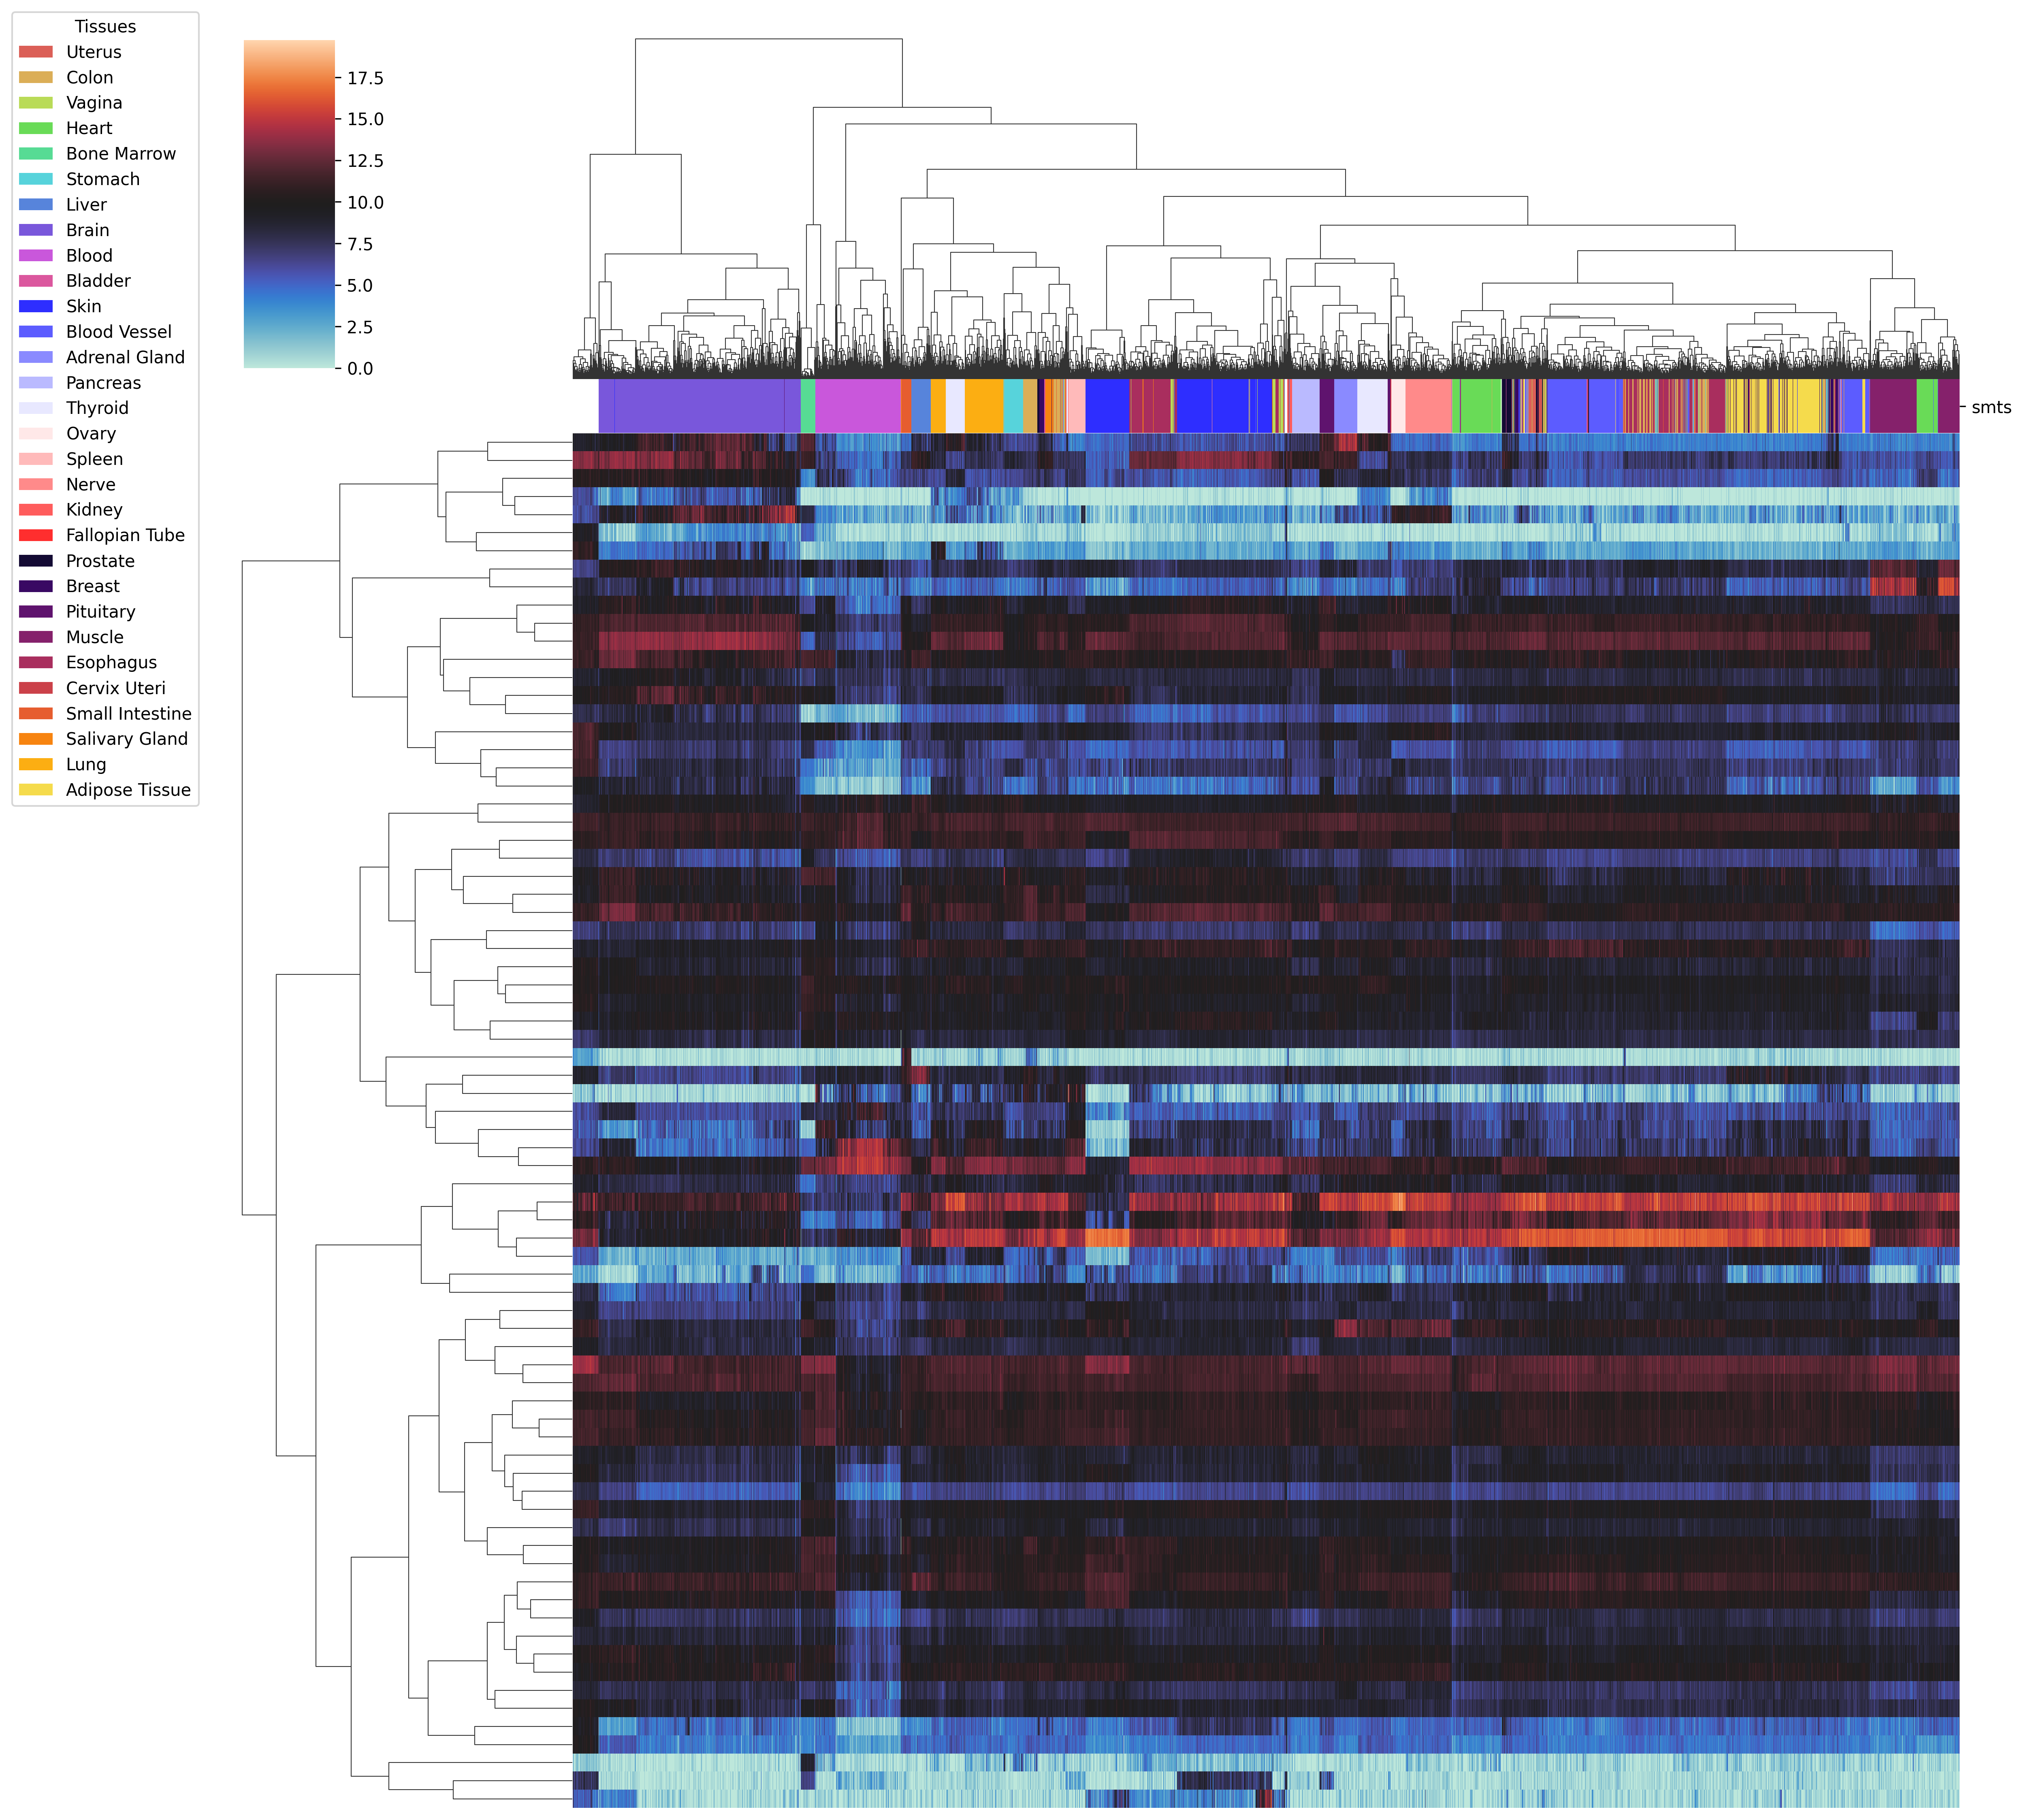 Tissues
Uterus
Colon
Vagina
Heart
Bone Marrow
Stomach
Liver
Brain
Blood
Bladder
Skin
Blood Vessel
Adrenal Gland
Pancreas
Thyroid
Ovary
Spleen
Nerve
Kidney
Fallopian Tube
Prostate
Breast
Pituitary
Muscle
Esophagus
Cervix Uteri
Small Intestine
Salivary Gland
Lung
Adipose Tissue
17.5
15.0
12.5
10.0
7.5
5.0
2.5
0.0
smts